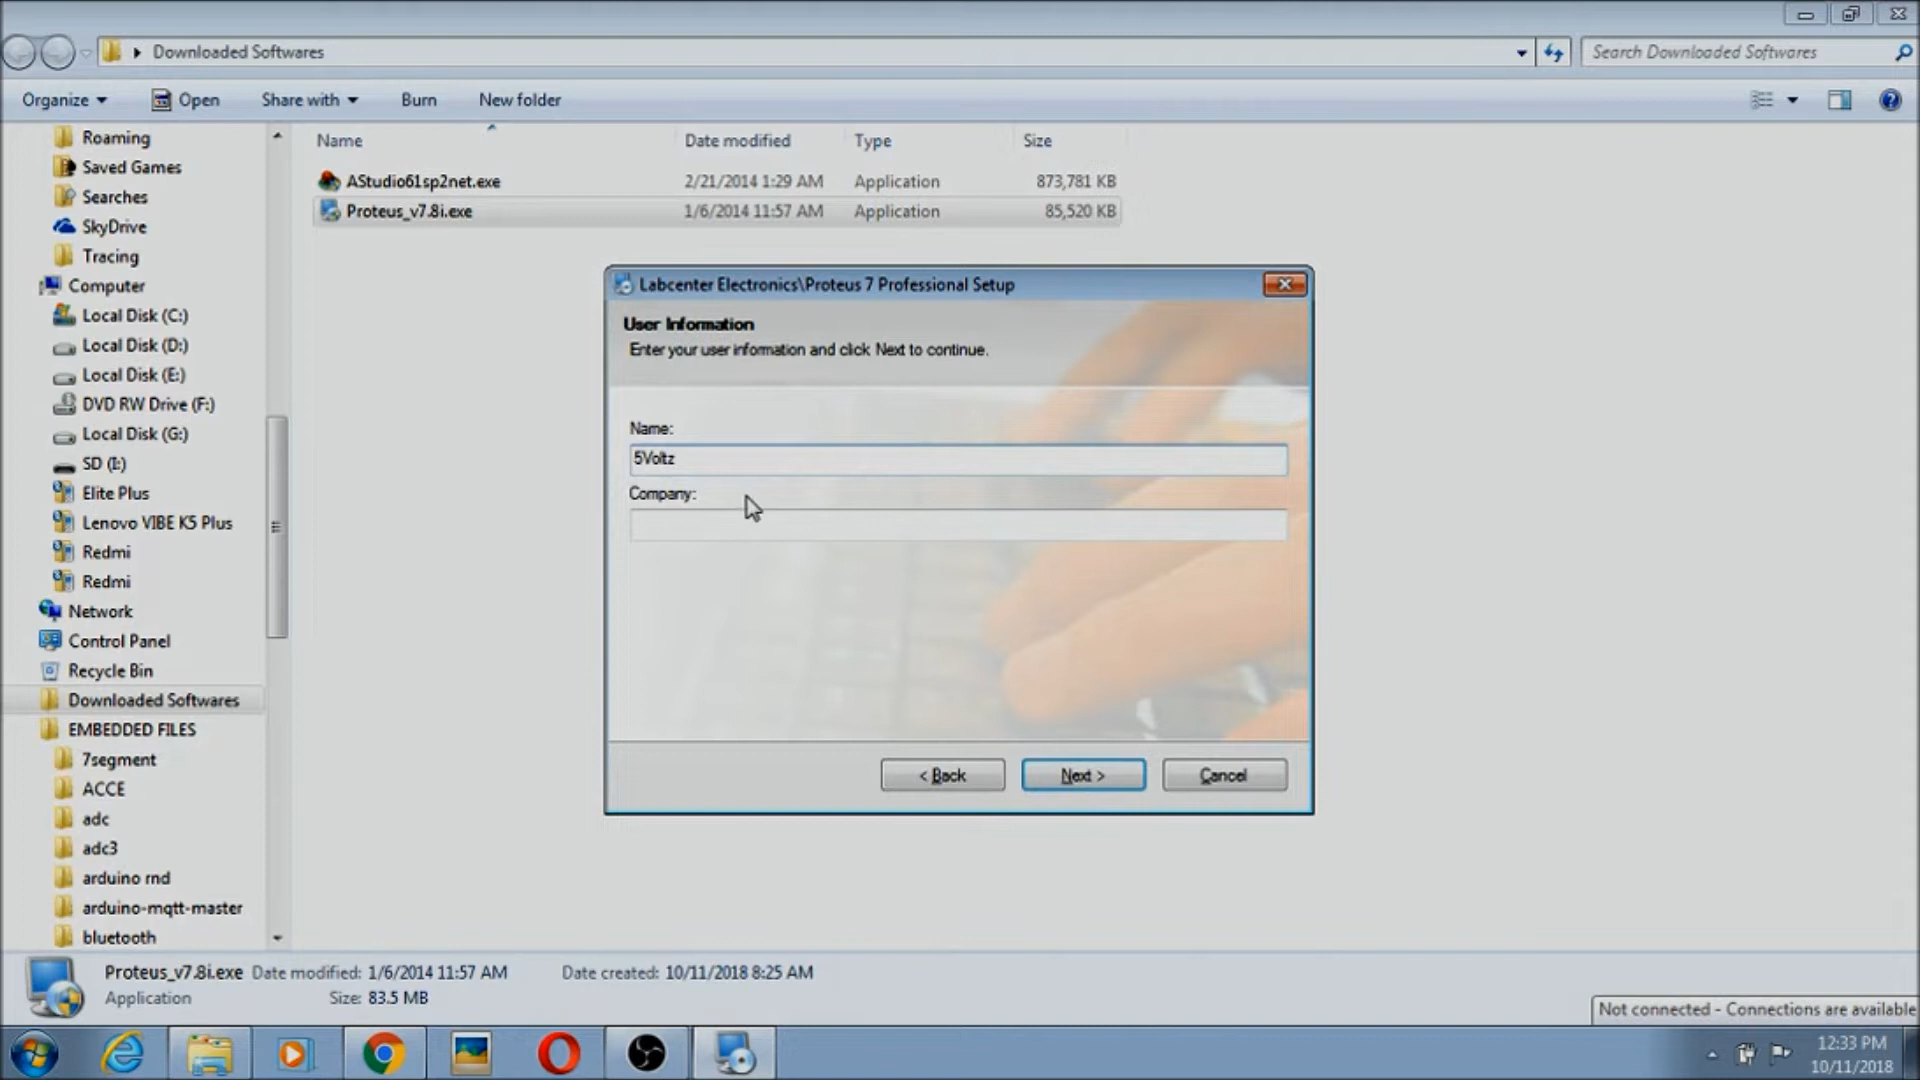 Downloaded Softwares
Search Downloaded Softwares
Organize
Open
Share with
Burn
New folder
Name
Date modified
Type
Size
AStudio61sp2net.exe
2/21/2014 1:29 AM
Application
873,781 KB
Proteus_v7.8i.exe
1/6/2014 11:57 AM
Application
85,520 KB
Roaming
Saved Games
Searches
SkyDrive
Tracing
Computer
Local Disk (C:)
Local Disk (D:)
Local Disk (E:)
DVD RW Drive (F:)
Local Disk (G:)
SD (I:)
Elite Plus
Lenovo VIBE K5 Plus
Redmi
Redmi
Network
Control Panel
Recycle Bin
Downloaded Softwares
EMBEDDED FILES
7segment
ACCE
adc
adc3
arduino rnd
arduino-mqtt-master
bluetooth
Labcenter Electronics\Proteus 7 Professional Setup
User Information
Enter your user information and click Next to continue.
Name:
5Voltz
Company:
< Back
Next >
Cancel
Proteus_v7.8i.exe Date modified: 1/6/2014 11:57 AM Date created: 10/11/2018 8:25 AM
Application Size: 83.5 MB
Not connected - Connections are available
12:33 PM
10/11/2018